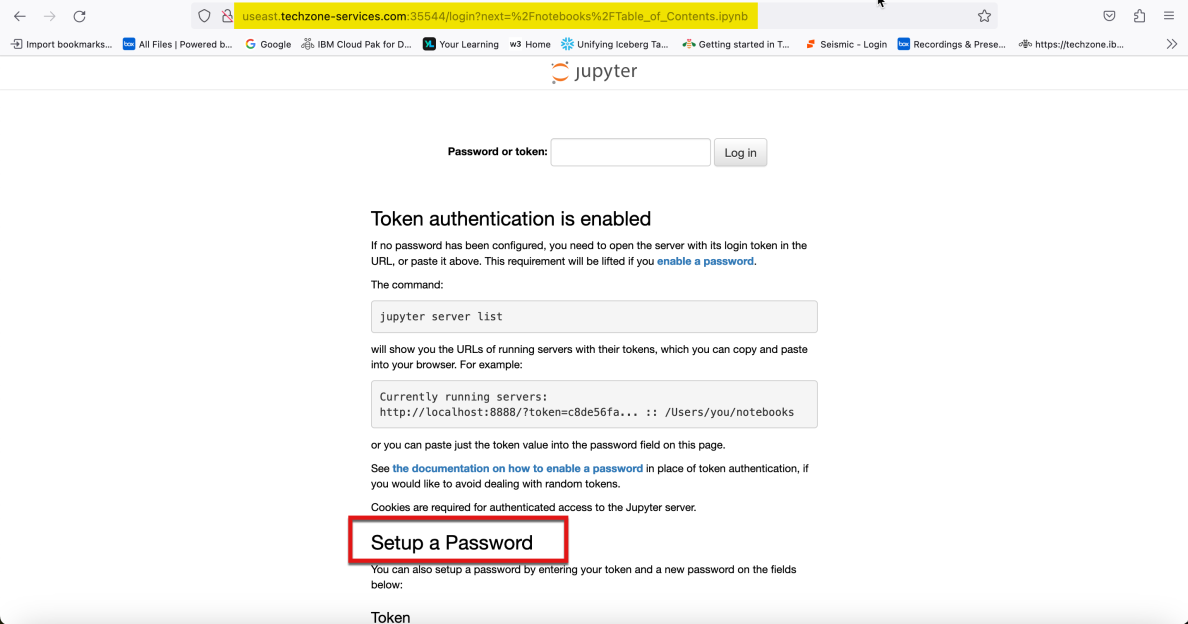 useast.techzone-services.com:35544/login?next=%2Fnotebooks%2FTable_of_Contents.ipynb
Import bookmarks... box All Files | Powered b... Google IBM Cloud Pak for D... YL Your Learning w3 Home Unifying Iceberg Ta... Getting started in T... Seismic - Login box Recordings & Prese... https://techzone.ib...
jupyter
Password or token: Log in
Token authentication is enabled
If no password has been configured, you need to open the server with its login token in the
URL, or paste it above. This requirement will be lifted if you enable a password.
The command:
jupyter server list
will show you the URLs of running servers with their tokens, which you can copy and paste
into your browser. For example:
Currently running servers:
http://localhost:8888/?token=c8de56fa... :: /Users/you/notebooks
or you can paste just the token value into the password field on this page.
See the documentation on how to enable a password in place of token authentication, if
you would like to avoid dealing with random tokens.
Cookies are required for authenticated access to the Jupyter server.
Setup a Password
You can also setup a password by entering your token and a new password on the fields
below:
Token